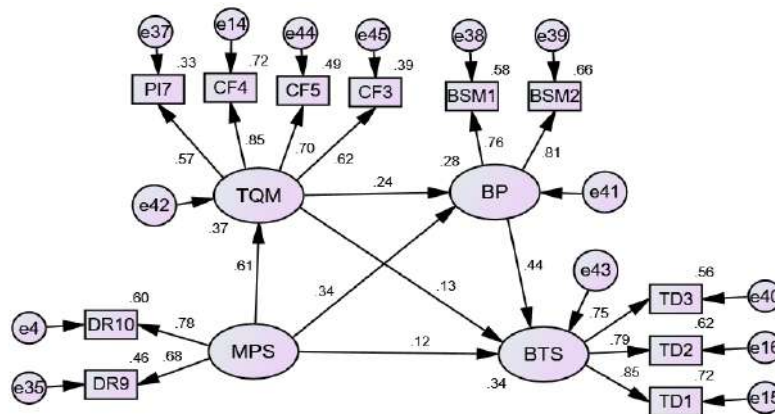 e37 e14 e44 e45 e38 e39
.33 .72 .49 .39 .58 .66
PI7 CF4 CF5 CF3 BSM1 BSM2
.57 .85 .70 .62 .76 .81
.28
e42 TQM .24 BP e41
.37
.61 .34 .13 .44 e43
.56
.60 TD3 e40
e4 DR10 .78 .75
.62
.12 .79 TD2 e16
MPS BTS
.46 .68 .85 .72
e35 DR9 .34 TD1 e15